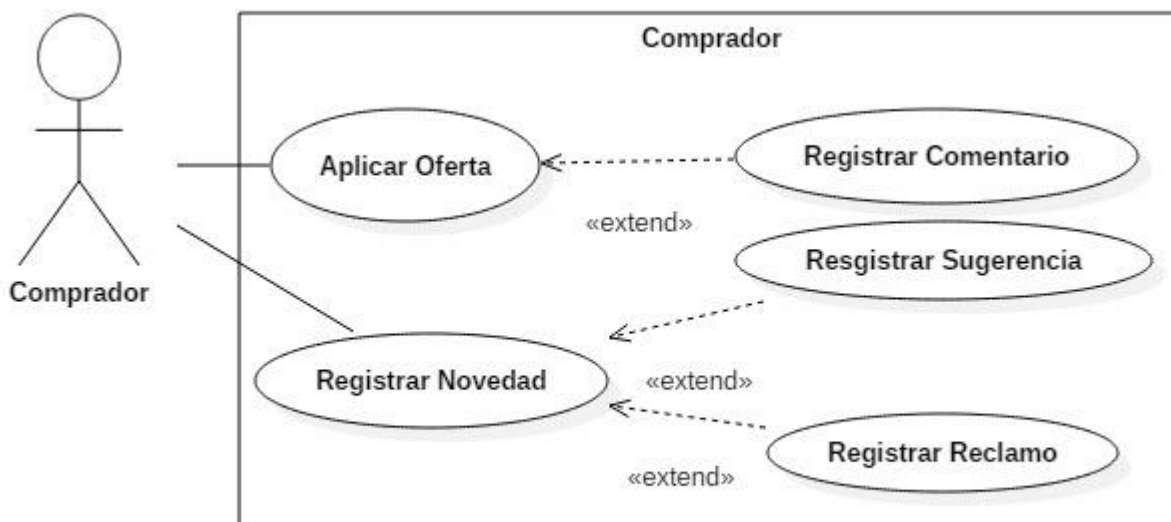 Comprador
Aplicar Oferta
Registrar Comentario
«extend»
Resgistrar Sugerencia
Comprador
Registrar Novedad
«extend»
Registrar Reclamo
«extend»